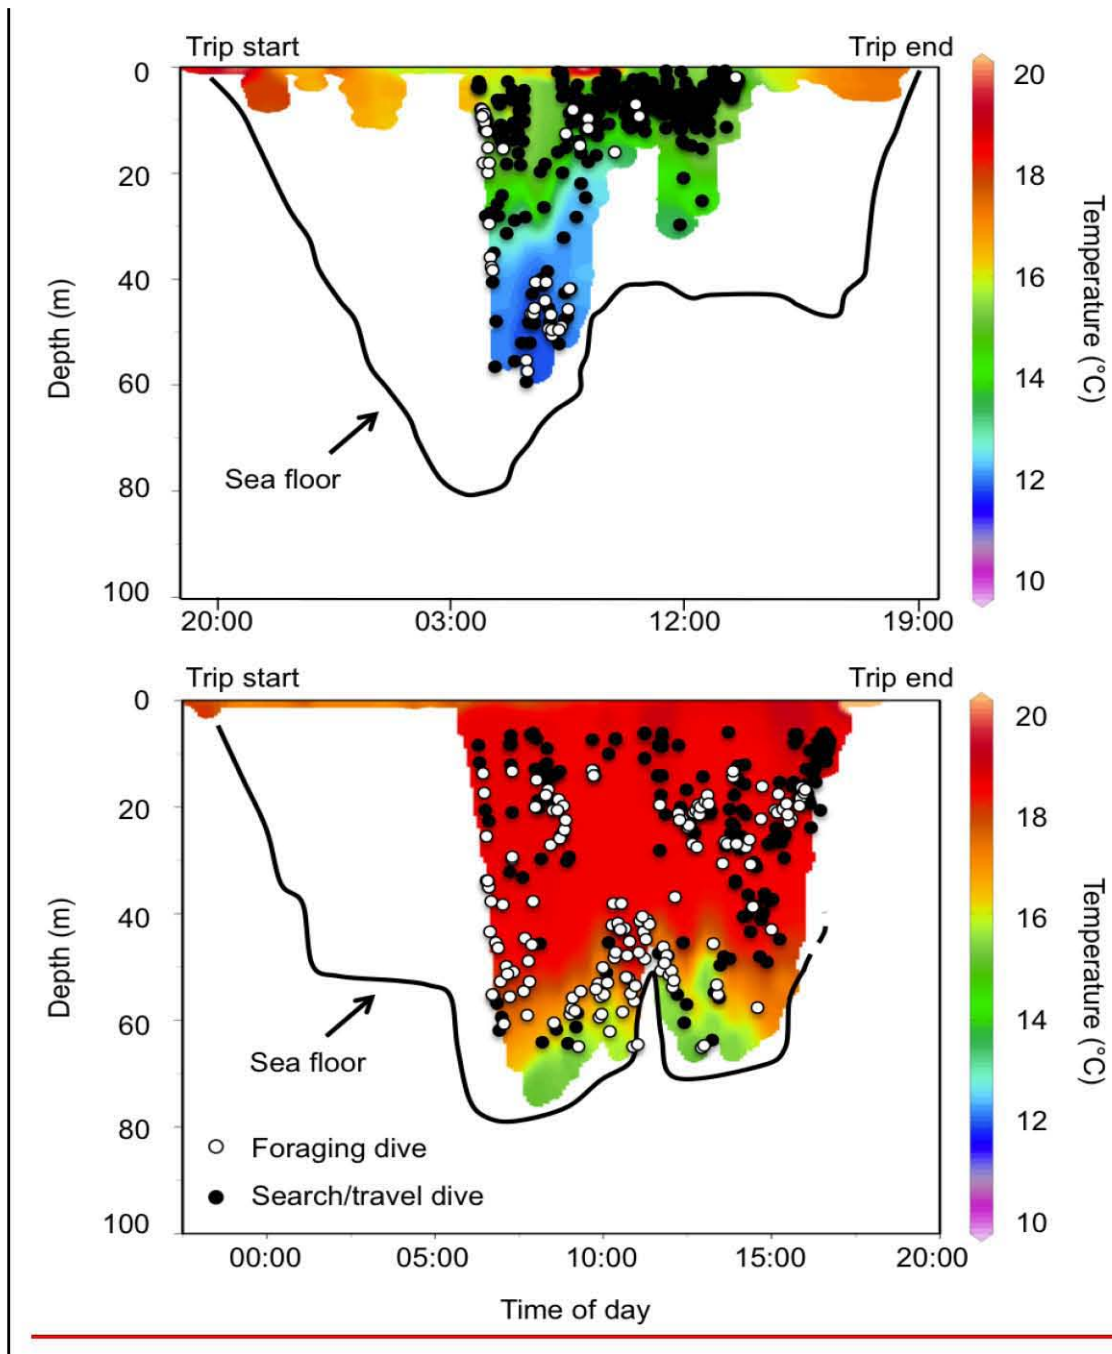 Trip start Trip end
0
20
40
60
80
100
Depth (m)
Sea floor
20:00 03:00 12:00 19:00
20
18
16
14
12
10
Temperature (°C)
Trip start Trip end
0
20
40
60
80
100
Depth (m)
Sea floor
Foraging dive
Search/travel dive
00:00 05:00 10:00 15:00 20:00
Time of day
20
18
16
14
12
10
Temperature (°C)